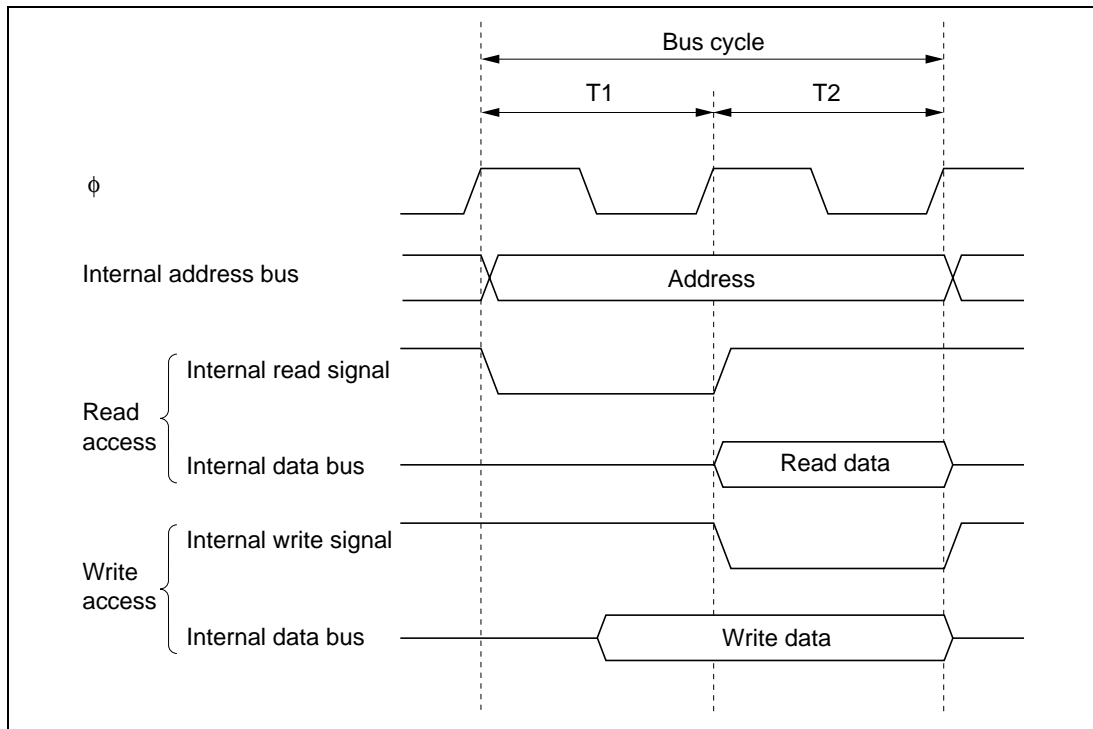 Bus cycle
T1
T2
ϕ
Internal address bus
Address
Internal read signal
Read
access
Internal data bus
Read data
Internal write signal
Write
access
Internal data bus
Write data